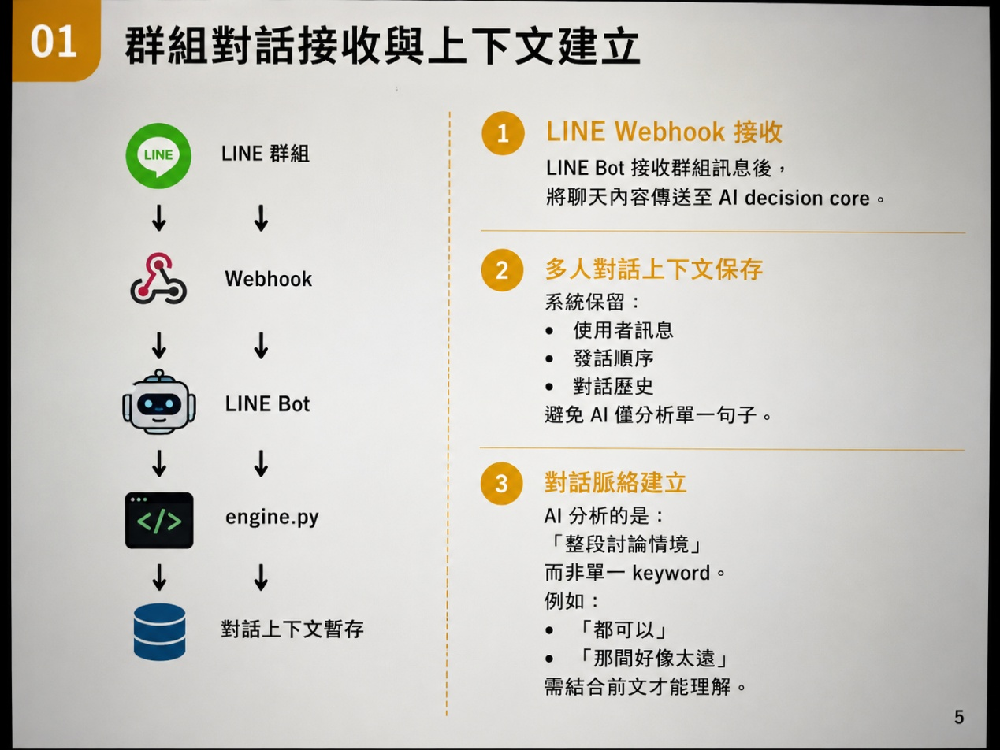 01
群組對話接收與上下文建立
LINE
LINE 群組
Webhook
LINE Bot
</>
engine.py
對話上下文暫存
1
LINE Webhook 接收
LINE Bot 接收群組訊息後，
將聊天內容傳送至 AI decision core。
2
多人對話上下文保存
系統保留：
• 使用者訊息
• 發話順序
• 對話歷史
避免 AI 僅分析單一句子。
3
對話脈絡建立
AI 分析的是：
「整段討論情境」
而非單一 keyword。
例如：
• 「都可以」
• 「那間好像太遠」
需結合前文才能理解。
5